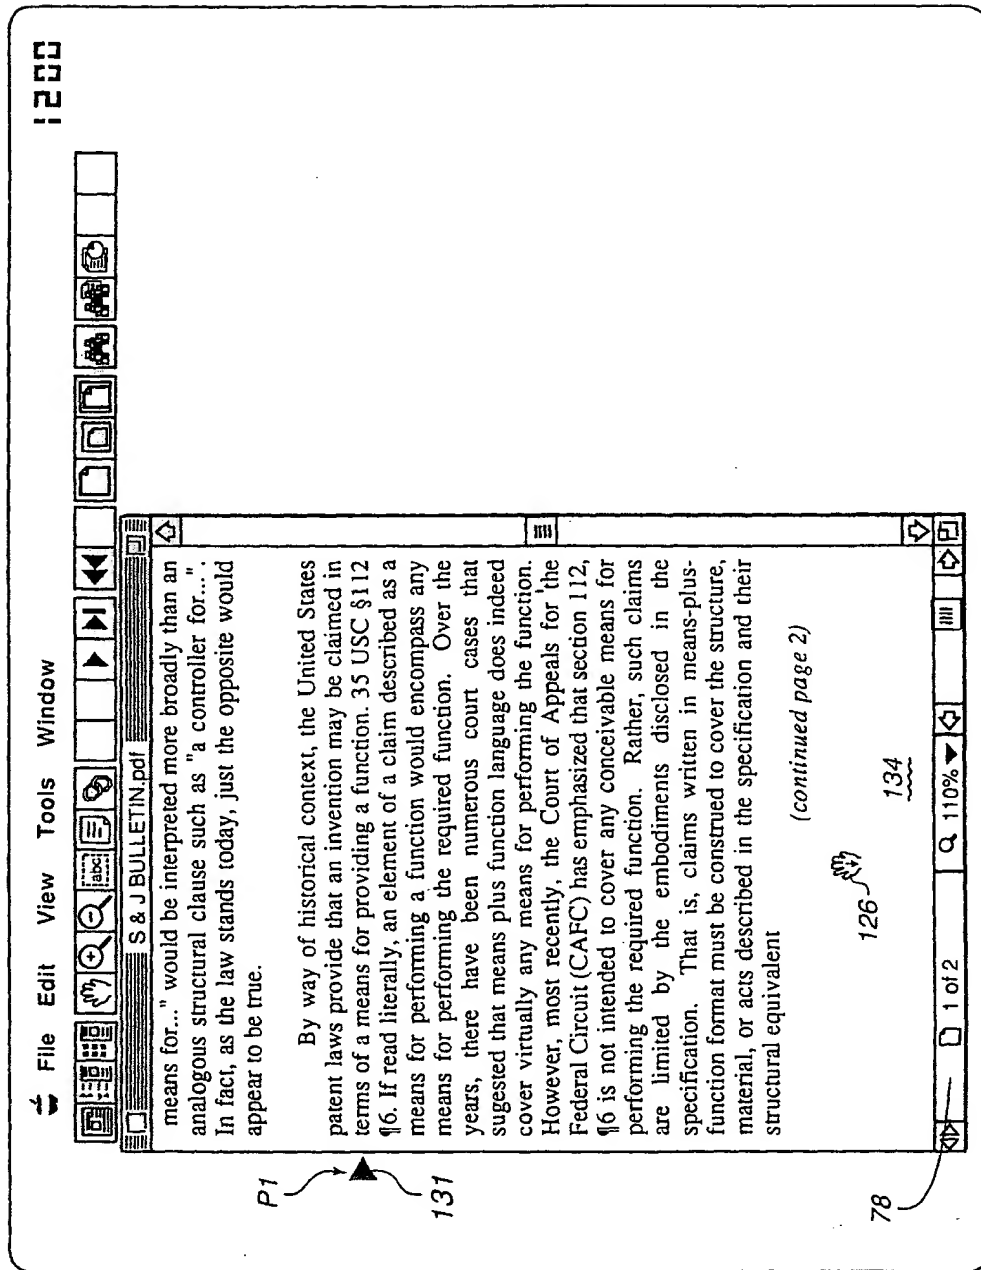 1200
File Edit View Tools Window
abc
S & J BULLETIN.pdf
means for..." would be interpreted more broadly than an
analogous structural clause such as "a controller for...".
In fact, as the law stands today, just the opposite would
appear to be true.
By way of historical context, the United States
patent laws provide that an invention may be claimed in
terms of a means for providing a function. 35 USC §112
¶6. If read literally, an element of a claim described as a
means for performing a function would encompass any
means for performing the required function. Over the
years, there have been numerous court cases that
sugested that means plus function language does indeed
cover virtually any means for performing the function.
However, most recently, the Court of Appeals for the
Federal Circuit (CAFC) has emphasized that section 112,
¶6 is not intended to cover any conceivable means for
performing the required function. Rather, such claims
are limited by the embodiments disclosed in the
specification. That is, claims written in means-plus-
function format must be construed to cover the structure,
material, or acts described in the specification and their
structural equivalent
(continued page 2)
P1
131
126
134
78
1 of 2
110%